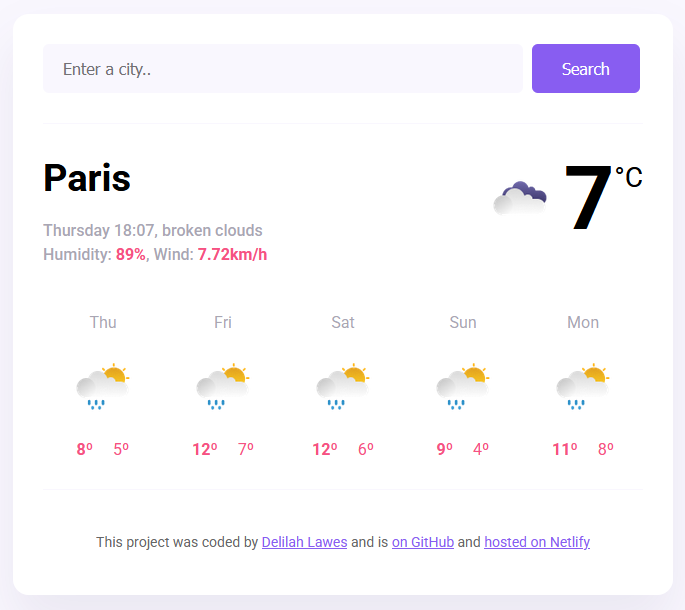 Enter a city..
Search
Paris
7 °C
Thursday 18:07, broken clouds
Humidity: 89%, Wind: 7.72km/h
Thu Fri Sat Sun Mon
8º 5º 12º 7º 12º 6º 9º 4º 11º 8º
This project was coded by Delilah Lawes and is on GitHub and hosted on Netlify